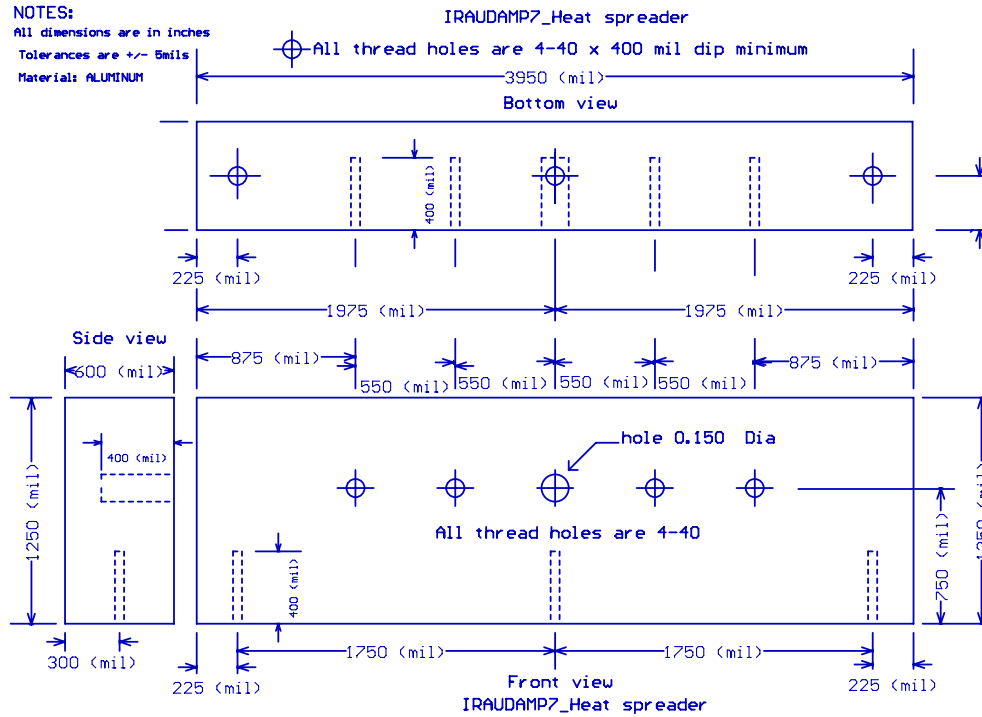 NOTES:
All dimensions are in inches
Tolerances are +/- 5mils
Material: ALUMINUM
IRAUDAMP7_Heat spreader
All thread holes are 4-40 x 400 mil dip minimum
3950 (mil)
Bottom view
400 (mil)
225 (mil)
225 (mil)
1975 (mil)
1975 (mil)
Side view
600 (mil)
875 (mil)
875 (mil)
550 (mil)
550 (mil)
550 (mil)
550 (mil)
hole 0.150 Dia
400 (mil)
1250 (mil)
All thread holes are 4-40
400 (mil)
750 (mil)
1250 (mil)
300 (mil)
225 (mil)
1750 (mil)
1750 (mil)
225 (mil)
Front view
IRAUDAMP7_Heat spreader